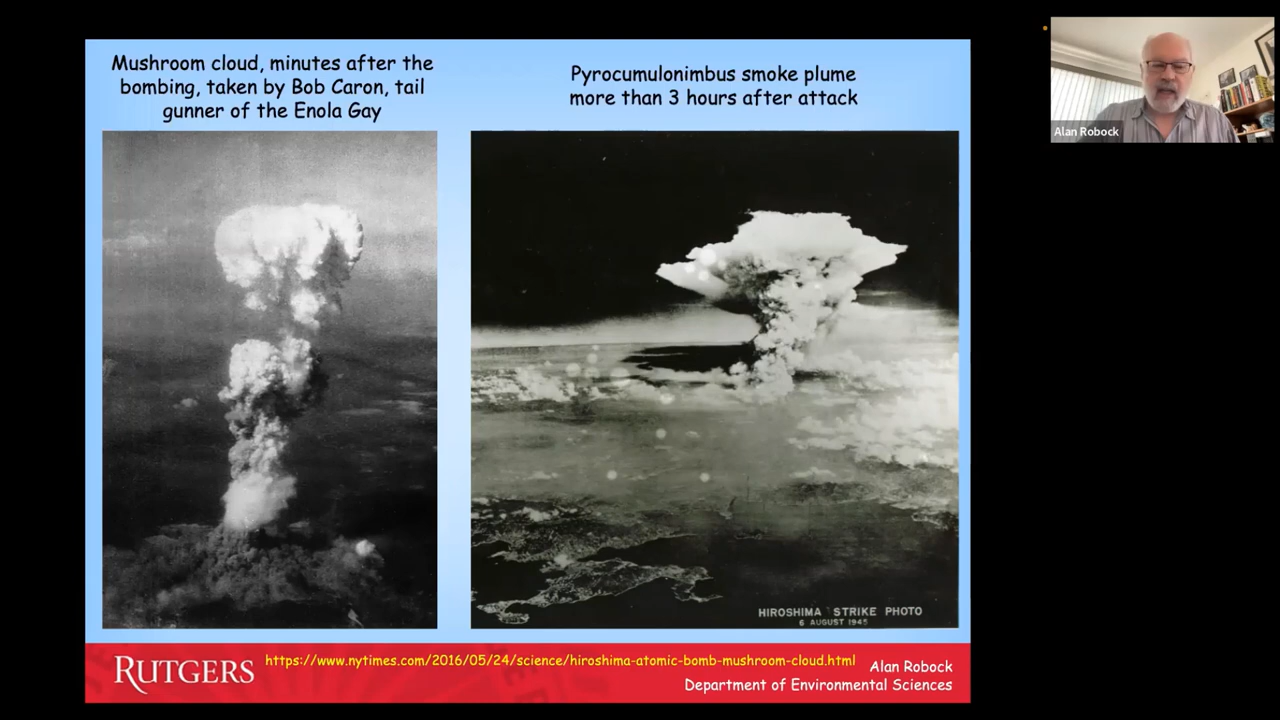 Mushroom cloud, minutes after the
bombing, taken by Bob Caron, tail
gunner of the Enola Gay
Pyrocumulonimbus smoke plume
more than 3 hours after attack
Alan Robock
HIROSHIMA STRIKE PHOTO
6 AUGUST 1945
RUTGERS
https://www.nytimes.com/2016/05/24/science/hiroshima-atomic-bomb-mushroom-cloud.html
Alan Robock
Department of Environmental Sciences